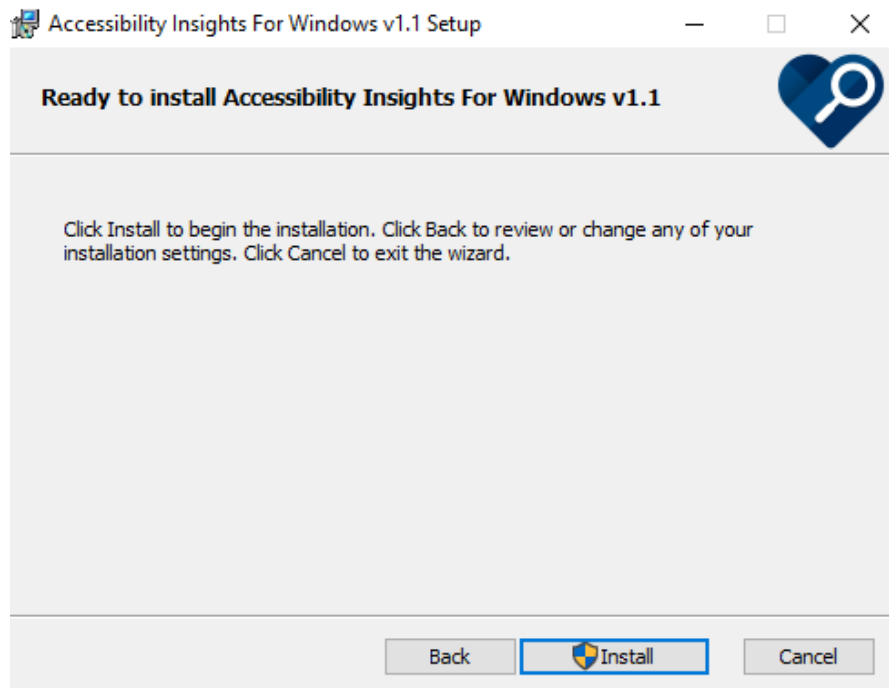 Accessibility Insights For Windows v1.1 Setup
Ready to install Accessibility Insights For Windows v1.1
Click Install to begin the installation. Click Back to review or change any of your
installation settings. Click Cancel to exit the wizard.
Back
Install
Cancel